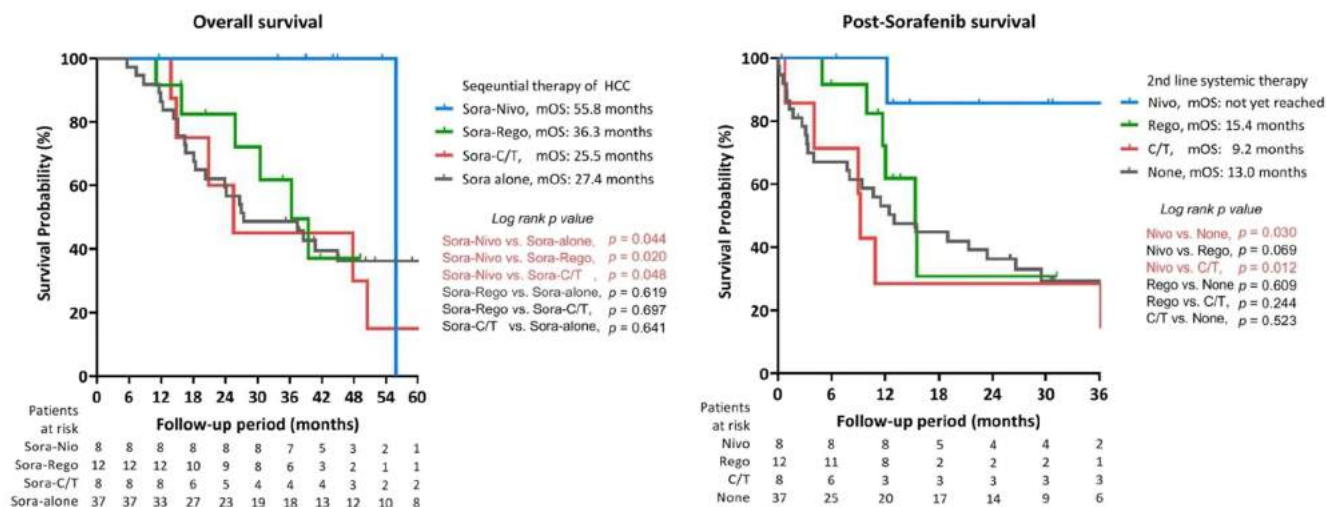 Overall survival
Survival Probability (%)
100
80
60
40
20
0
0 6 12 18 24 30 36 42 48 54 60
Follow-up period (months)
Seqeuntial therapy of HCC
Sora-Nivo, mOS: 55.8 months
Sora-Rego, mOS: 36.3 months
Sora-C/T, mOS: 25.5 months
Sora alone, mOS: 27.4 months
Log rank p value
Sora-Nivo vs. Sora-alone, p = 0.044
Sora-Nivo vs. Sora-Rego, p = 0.020
Sora-Nivo vs. Sora-C/T , p = 0.048
Sora-Rego vs. Sora-alone, p = 0.619
Sora-Rego vs. Sora-C/T, p = 0.697
Sora-C/T vs. Sora-alone, p = 0.641
Patients
at risk
Sora-Nio 8 8 8 8 8 8 7 5 3 2 1
Sora-Rego 12 12 12 10 9 8 6 3 2 1 1
Sora-C/T 8 8 8 6 5 4 4 4 3 2 2
Sora-alone 37 37 33 27 23 19 18 13 12 10 8
Post-Sorafenib survival
Survival Probability (%)
100
80
60
40
20
0
0 6 12 18 24 30 36
Follow-up period (months)
2nd line systemic therapy
Nivo, mOS: not yet reached
Rego, mOS: 15.4 months
C/T, mOS: 9.2 months
None, mOS: 13.0 months
Log rank p value
Nivo vs. None, p = 0.030
Nivo vs. Rego, p = 0.069
Nivo vs. C/T, p = 0.012
Rego vs. None p = 0.609
Rego vs. C/T, p = 0.244
C/T vs. None, p = 0.523
Patients
at risk
Nivo 8 8 8 5 4 4 2
Rego 12 11 8 2 2 2 1
C/T 8 6 3 3 3 3 3
None 37 25 20 17 14 9 6